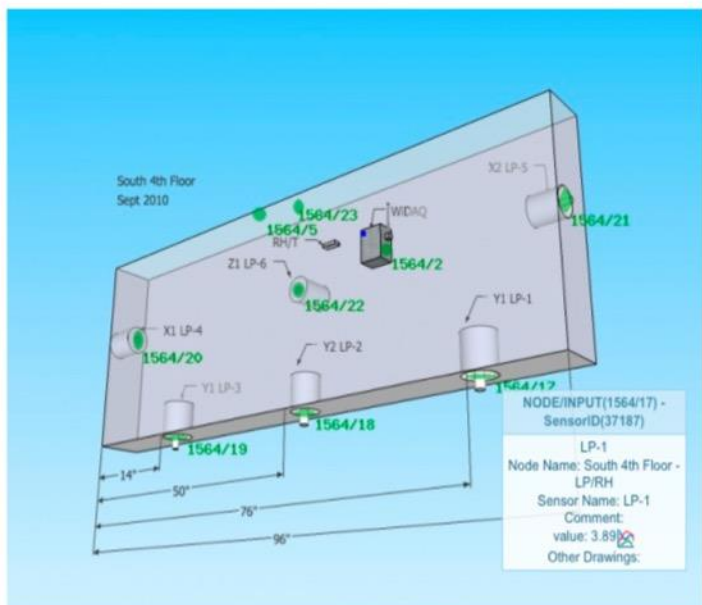 South 4th Floor
Sept 2010
X2 LP-5
1564/21
1564/23
1564/5
WiDAQ
RH/T
1564/2
Z1 LP-6
1564/22
Y1 LP-1
X1 LP-4
1564/20
Y2 LP-2
Y1 LP-3
1564/17
1564/18
1564/19
14"
50"
76"
96"
NODE/INPUT(1564/17) -
SensorID(37187)
LP-1
Node Name: South 4th Floor -
LP/RH
Sensor Name: LP-1
Comment:
value: 3.89
Other Drawings: